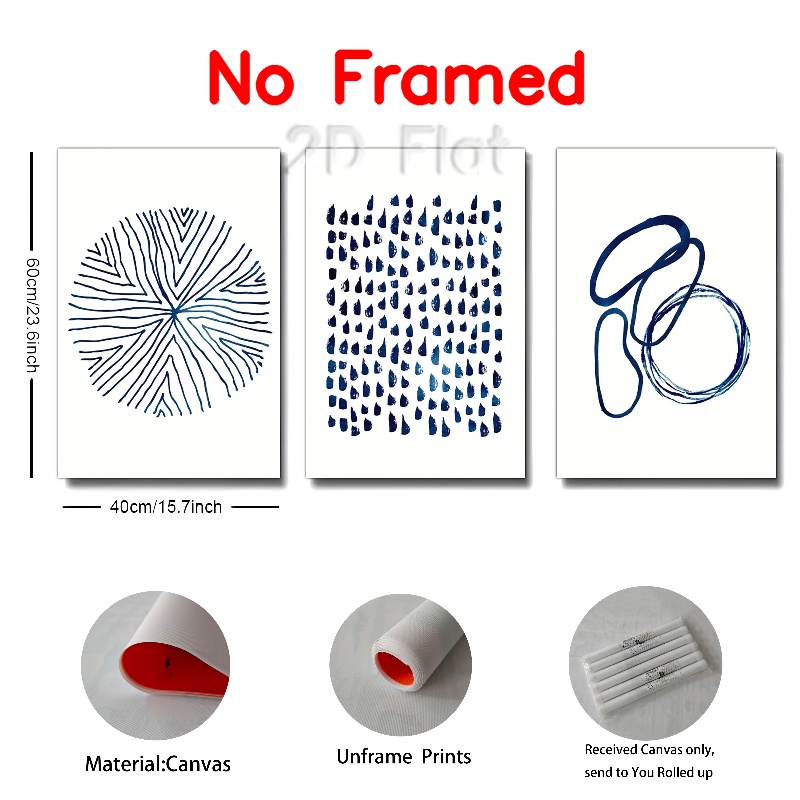 No Framed
2D Flat
60cm/23.6inch
40cm/15.7inch
Material:Canvas
Unframe Prints
Received Canvas only,
send to You Rolled up